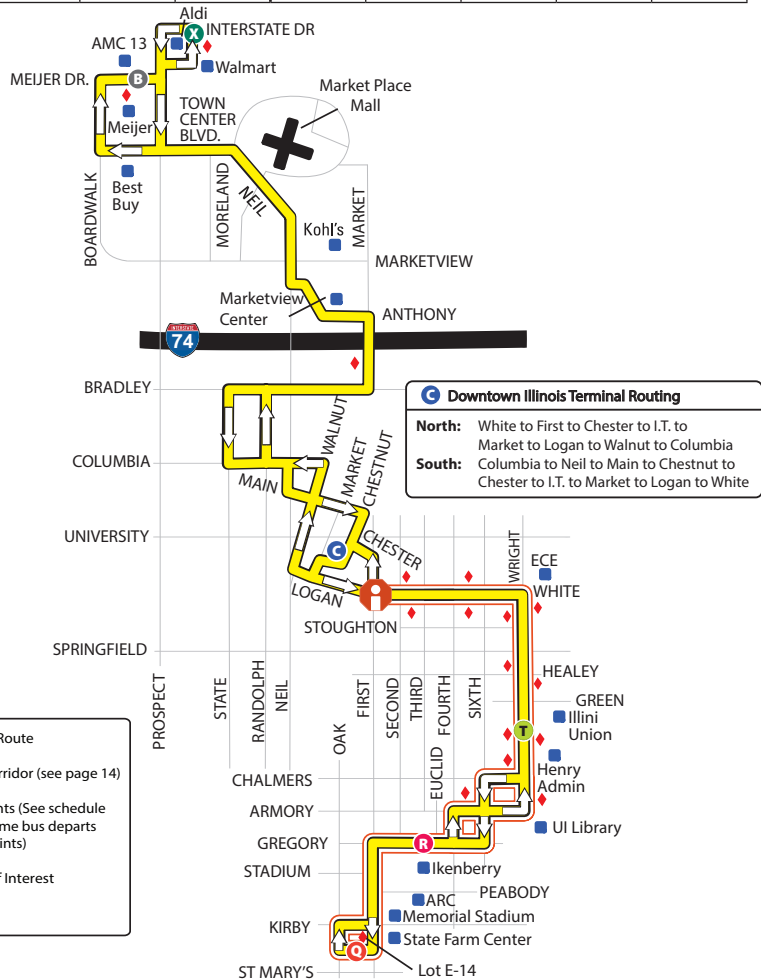 Aldi
X
INTERSTATE DR
AMC 13
Walmart
MEIJER DR.
B
Market Place
Mall
Meijer
TOWN
CENTER
BLVD.
Best
Buy
BOARDWALK
MORELAND
NEIL
Kohl's
MARKET
MARKETVIEW
Marketview
Center
ANTHONY
INTERSTATE
74
BRADLEY
C Downtown Illinois Terminal Routing
North: White to First to Chester to I.T. to
Market to Logan to Walnut to Columbia
South: Columbia to Neil to Main to Chestnut to
Chester to I.T. to Market to Logan to White
WALNUT
MARKET
CHESTNUT
COLUMBIA
MAIN
UNIVERSITY
C
CHESTER
WRIGHT
ECE
WHITE
LOGAN
STOUGHTON
SPRINGFIELD
HEALEY
PROSPECT
STATE
RANDOLPH
NEIL
OAK
FIRST
SECOND
THIRD
FOURTH
SIXTH
GREEN
Illini
Union
T
Route
rridor (see page 14)
nts (See schedule
me bus departs
ints)
f Interest
CHALMERS
EUCLID
Henry
Admin
ARMORY
UI Library
GREGORY
R
STADIUM
Ikenberry
PEABODY
ARC
Memorial Stadium
KIRBY
State Farm Center
Q
ST MARY'S
Lot E-14